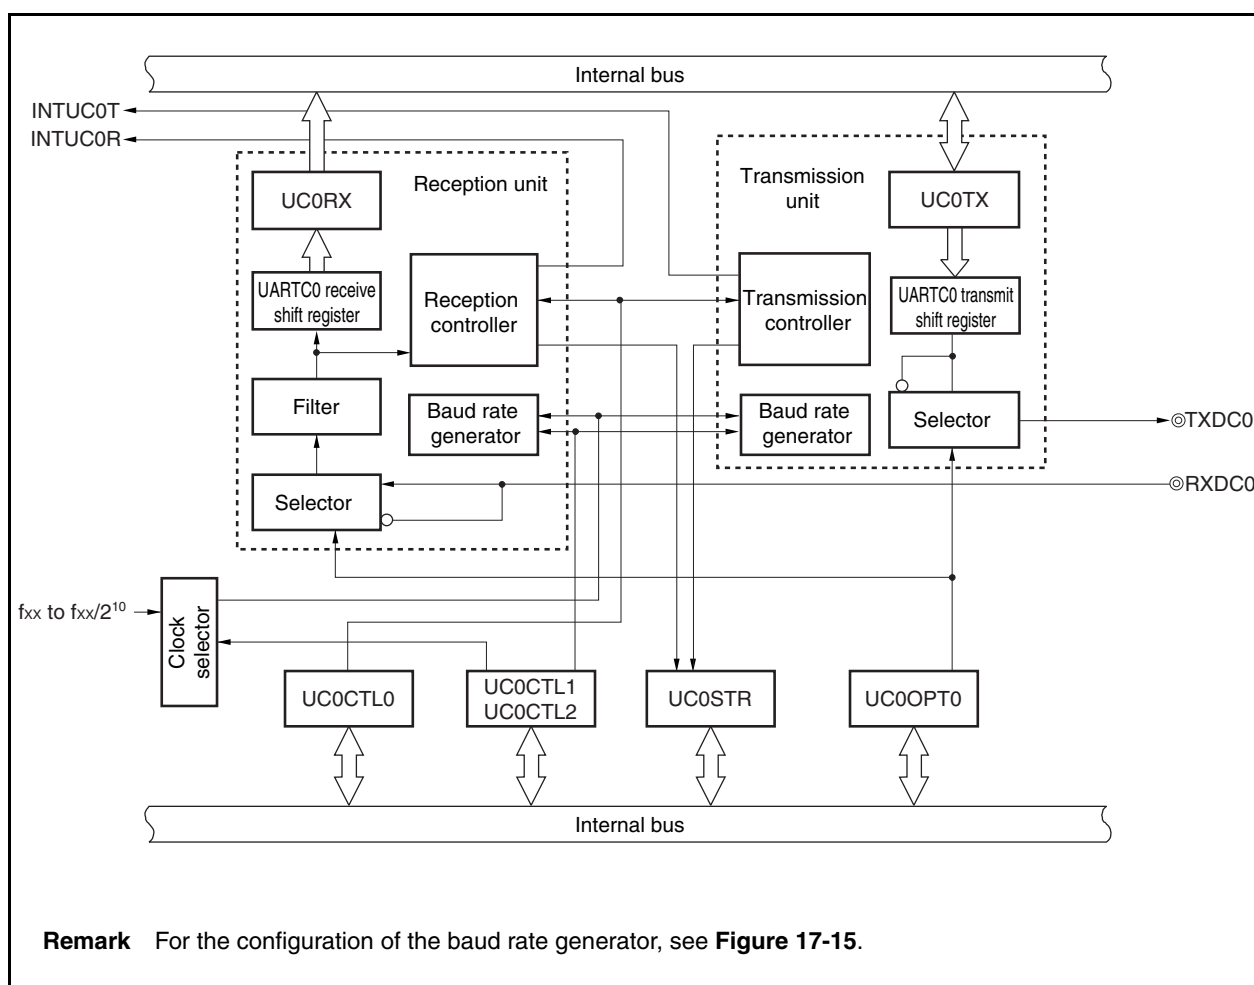 Internal bus
INTUC0T
INTUC0R
Reception unit
Transmission
unit
UC0RX
UC0TX
UARTC0 receive
shift register
Reception
controller
Transmission
controller
UARTC0 transmit
shift register
Filter
Baud rate
generator
Baud rate
generator
Selector
TXDC0
Selector
RXDC0
fxx to fxx/2¹⁰
Clock
selector
UC0CTL0
UC0CTL1
UC0CTL2
UC0STR
UC0OPT0
Internal bus
Remark For the configuration of the baud rate generator, see Figure 17-15.